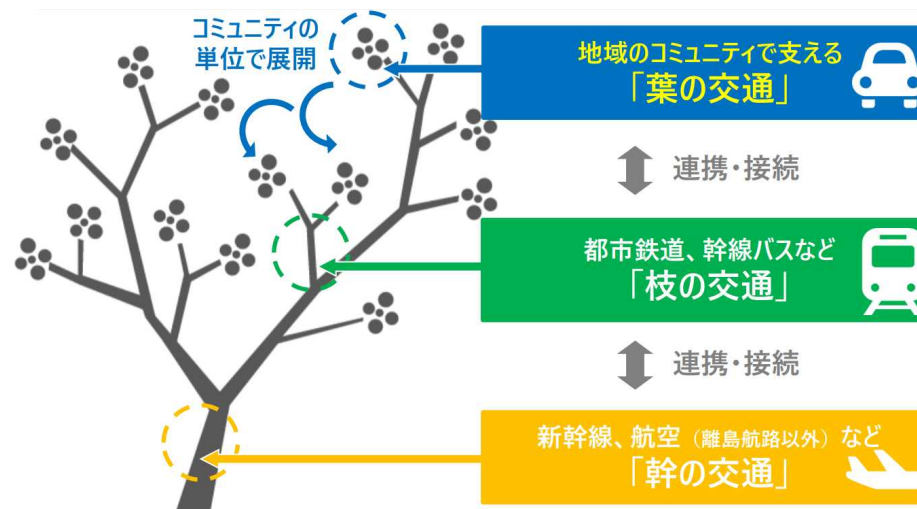 コミュニティの
単位で展開
地域のコミュニティで支える
「葉の交通」
連携・接続
都市鉄道、幹線バスなど
「枝の交通」
連携・接続
新幹線、航空（離島航路以外）など
「幹の交通」